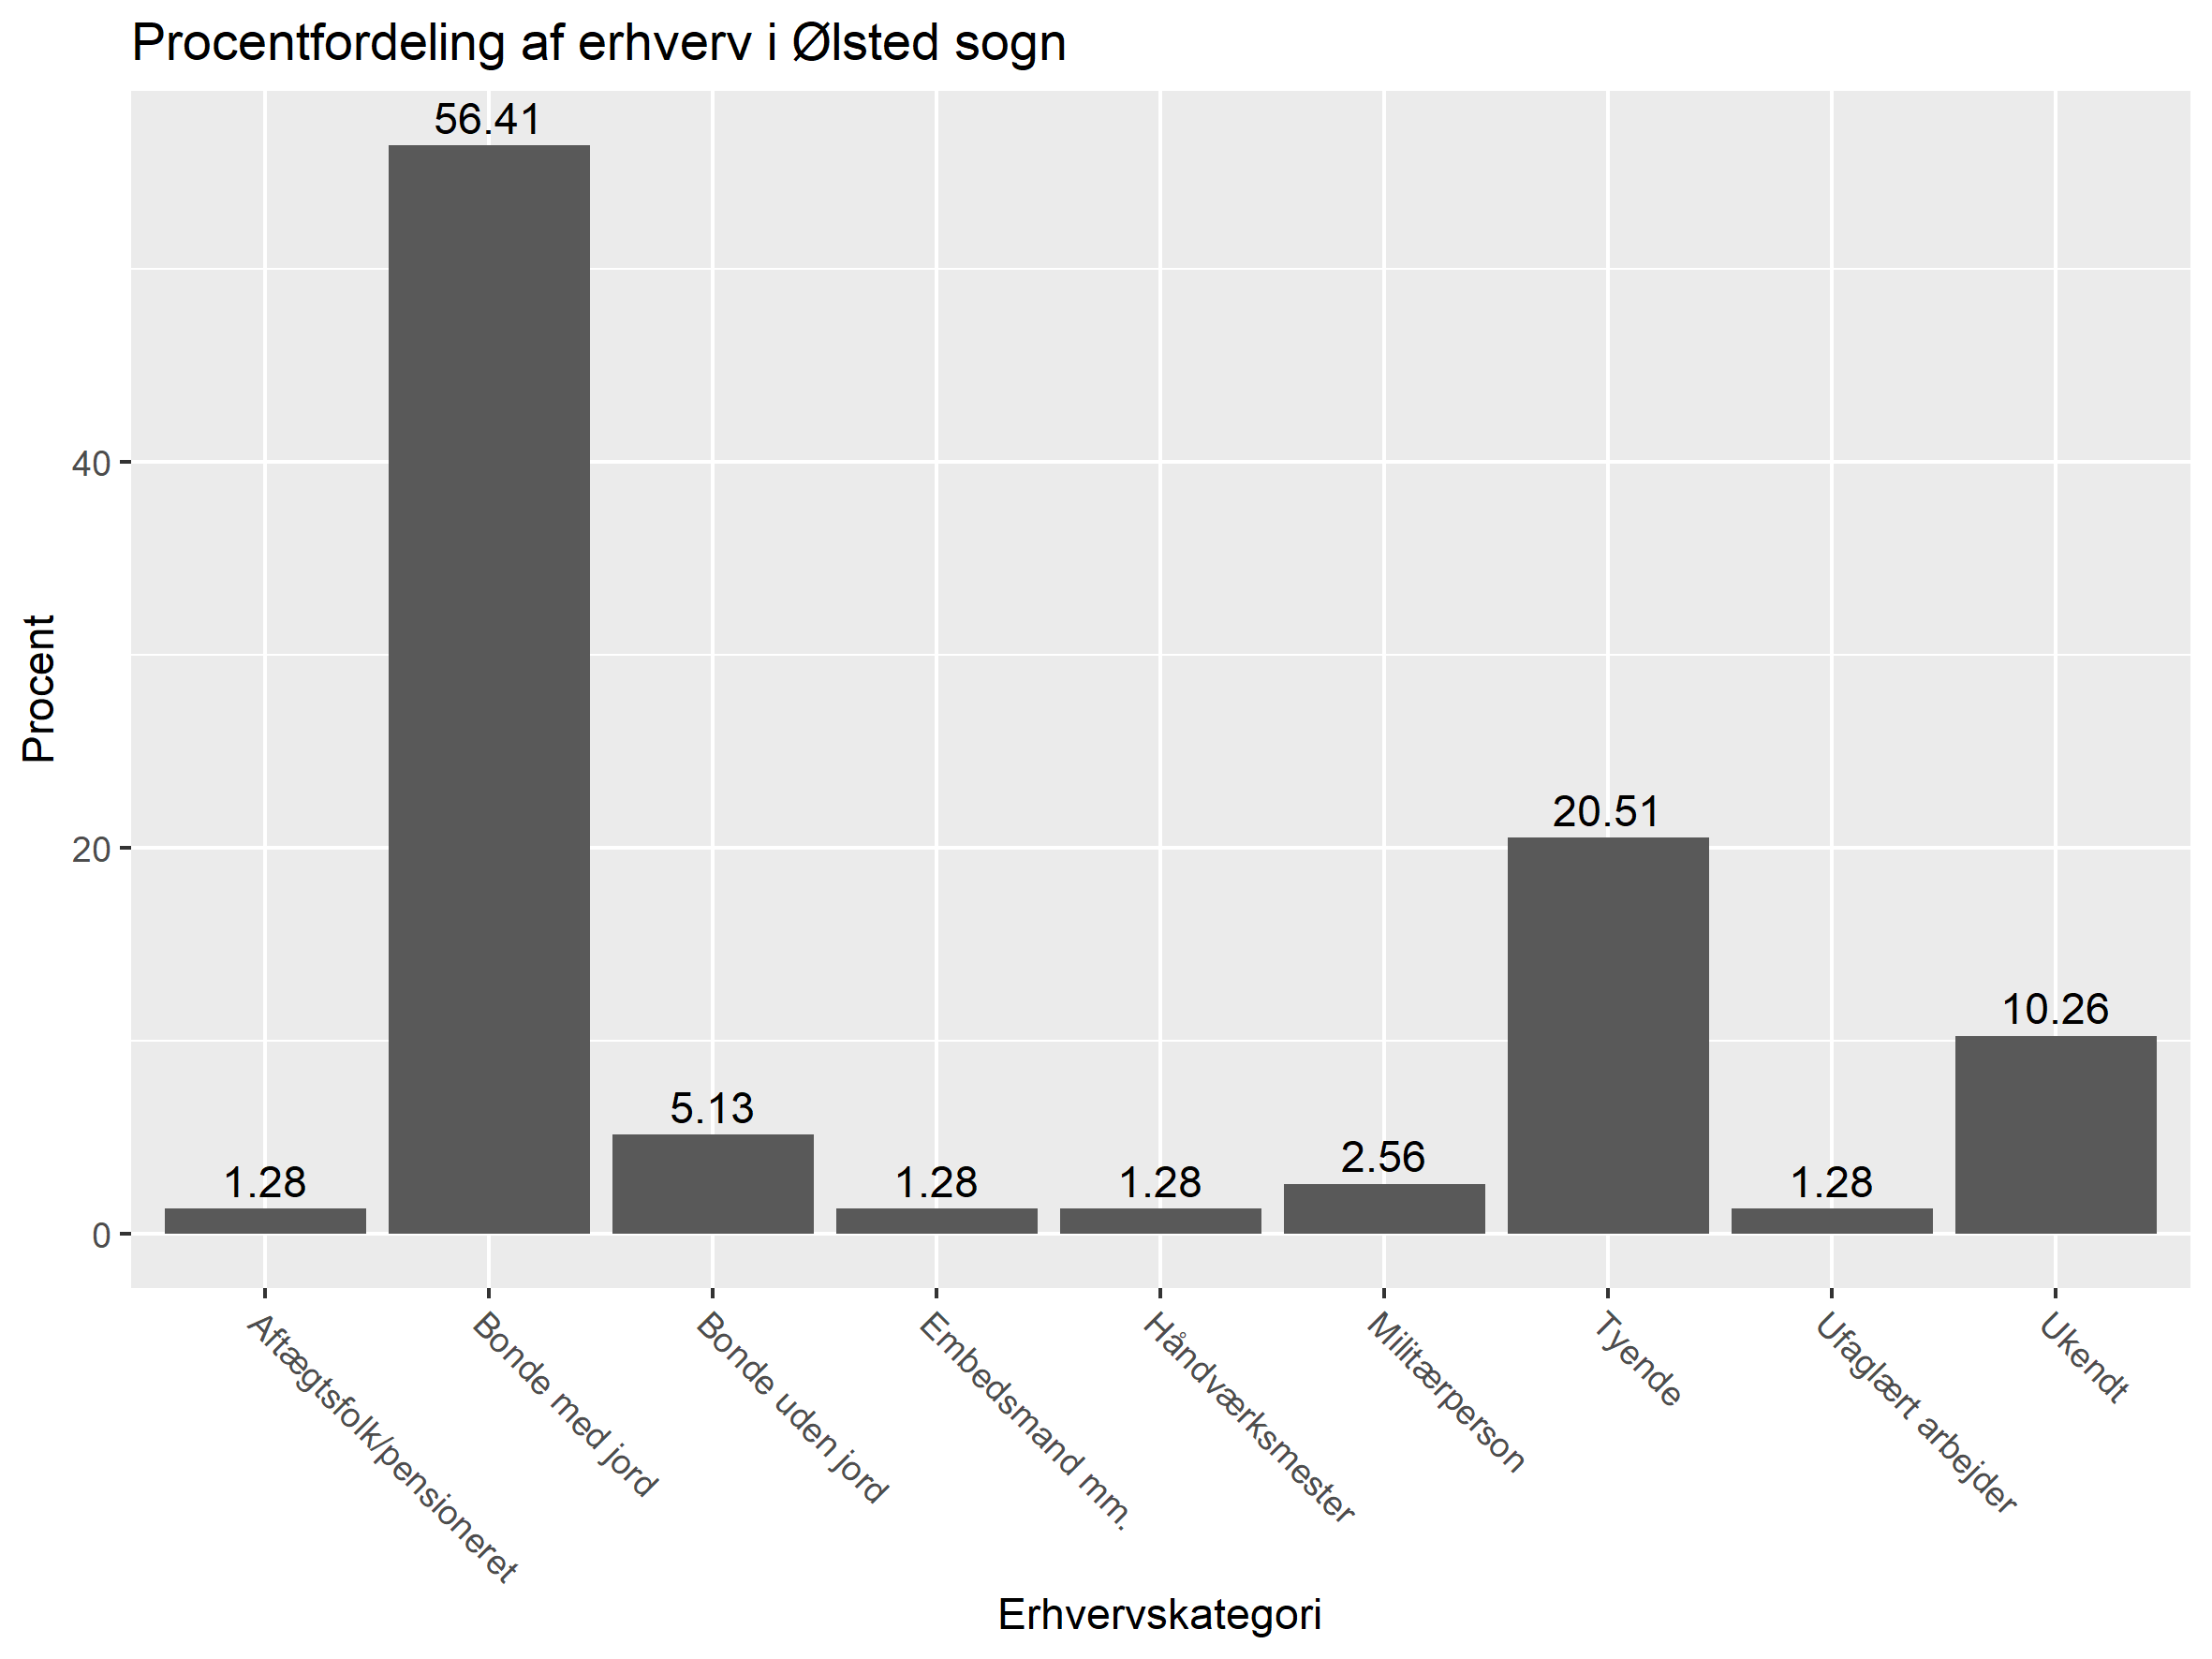 Procentfordeling af erhverv i Ølsted sogn
56.41
40
Procent
20.51
20
10.26
5.13
2.56
1.28
1.28
1.28
1.28
0
Aftægtsfolk/pensioneret
Bonde med jord
Bonde uden jord
Embedsmand mm.
Håndværksmester
Militærperson
Tyende
Ufaglært arbejder
Ukendt
Erhvervskategori